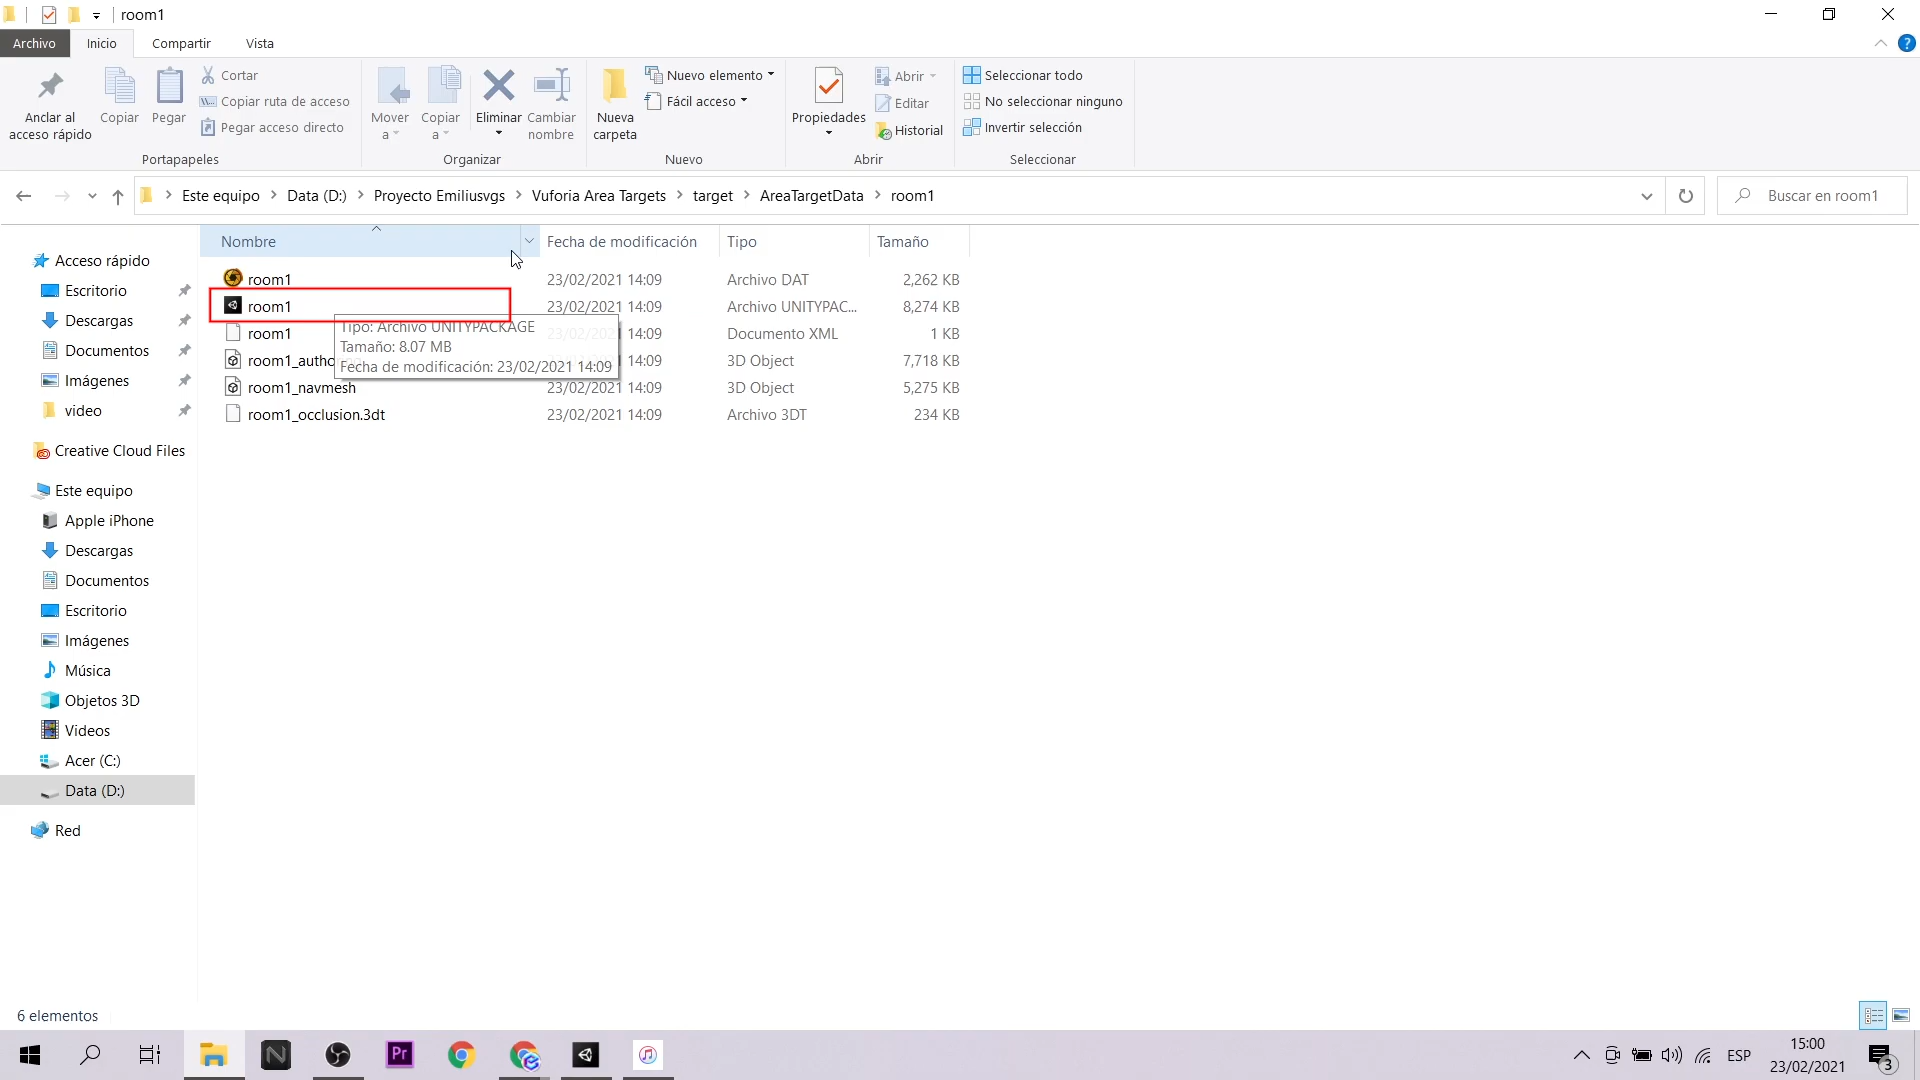 room1
Archivo Inicio Compartir Vista
Anclar al acceso rápido
Copiar
Pegar
Cortar
Copiar ruta de acceso
Pegar acceso directo
Portapapeles
Mover a
Copiar a
Eliminar
Cambiar nombre
Organizar
Nueva carpeta
Nuevo elemento
Fácil acceso
Nuevo
Propiedades
Abrir
Editar
Historial
Abrir
Seleccionar todo
No seleccionar ninguno
Invertir selección
Seleccionar
Este equipo > Data (D:) > Proyecto Emiliusvgs > Vuforia Area Targets > target > AreaTargetData > room1
Buscar en room1
Acceso rápido
Escritorio
Descargas
Documentos
Imágenes
video
Creative Cloud Files
Este equipo
Apple iPhone
Descargas
Documentos
Escritorio
Imágenes
Música
Objetos 3D
Videos
Acer (C:)
Data (D:)
Red
Nombre Fecha de modificación Tipo Tamaño
room1 23/02/2021 14:09 Archivo DAT 2,262 KB
room1 23/02/2021 14:09 Archivo UNITYPAC... 8,274 KB
room1 23/02/2021 14:09 Documento XML 1 KB
14:09 3D Object 7,718 KB
room1_navmesh 23/02/2021 14:09 3D Object 5,275 KB
room1_occlusion.3dt 23/02/2021 14:09 Archivo 3DT 234 KB
Tipo: Archivo UNITYPACKAGE
Tamaño: 8.07 MB
Fecha de modificación: 23/02/2021 14:09
6 elementos
N
Pr
ESP
15:00
23/02/2021
3